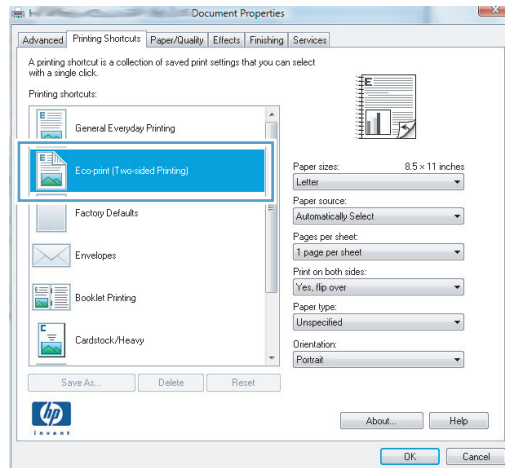 Document Properties
Advanced Printing Shortcuts Paper/Quality Effects Finishing Services
A printing shortcut is a collection of saved print settings that you can select
with a single click.
Printing shortcuts:
General Everyday Printing
Eco-print (Two-sided Printing)
Factory Defaults
Envelopes
Booklet Printing
Cardstock/Heavy
Paper sizes: 8.5 × 11 inches
Letter
Paper source:
Automatically Select
Pages per sheet:
1 page per sheet
Print on both sides:
Yes, flip over
Paper type:
Unspecified
Orientation:
Portrait
Save As... Delete Reset
hp
invent
About... Help
OK Cancel